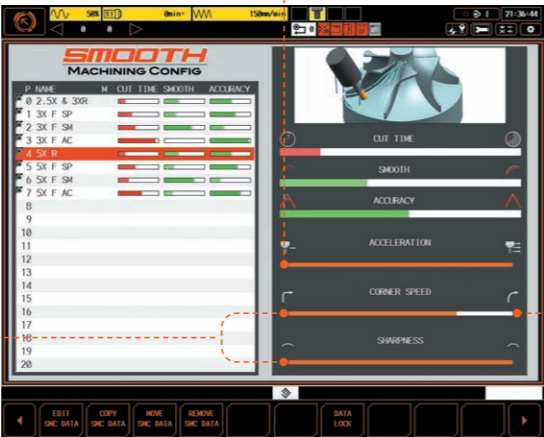 50% 0min⁻¹ 150mm/min 21:36:44
0 0 0
SMOOTH
MACHINING CONFIG
P NAME M CUT TIME SMOOTH ACCURACY
0 2.5X & 3XR
1 3X F SP
2 3X F SM
3 3X F AC
4 5X R
5 5X F SP
6 5X F SM
7 5X F AC
8
9
10
11
12
13
14
15
16
17
18
19
20
CUT TIME
SMOOTH
ACCURACY
ACCELERATION
CORNER SPEED
SHARPNESS
EDIT SMC DATA
COPY SMC DATA
MOVE SMC DATA
REMOVE SMC DATA
DATA LOCK